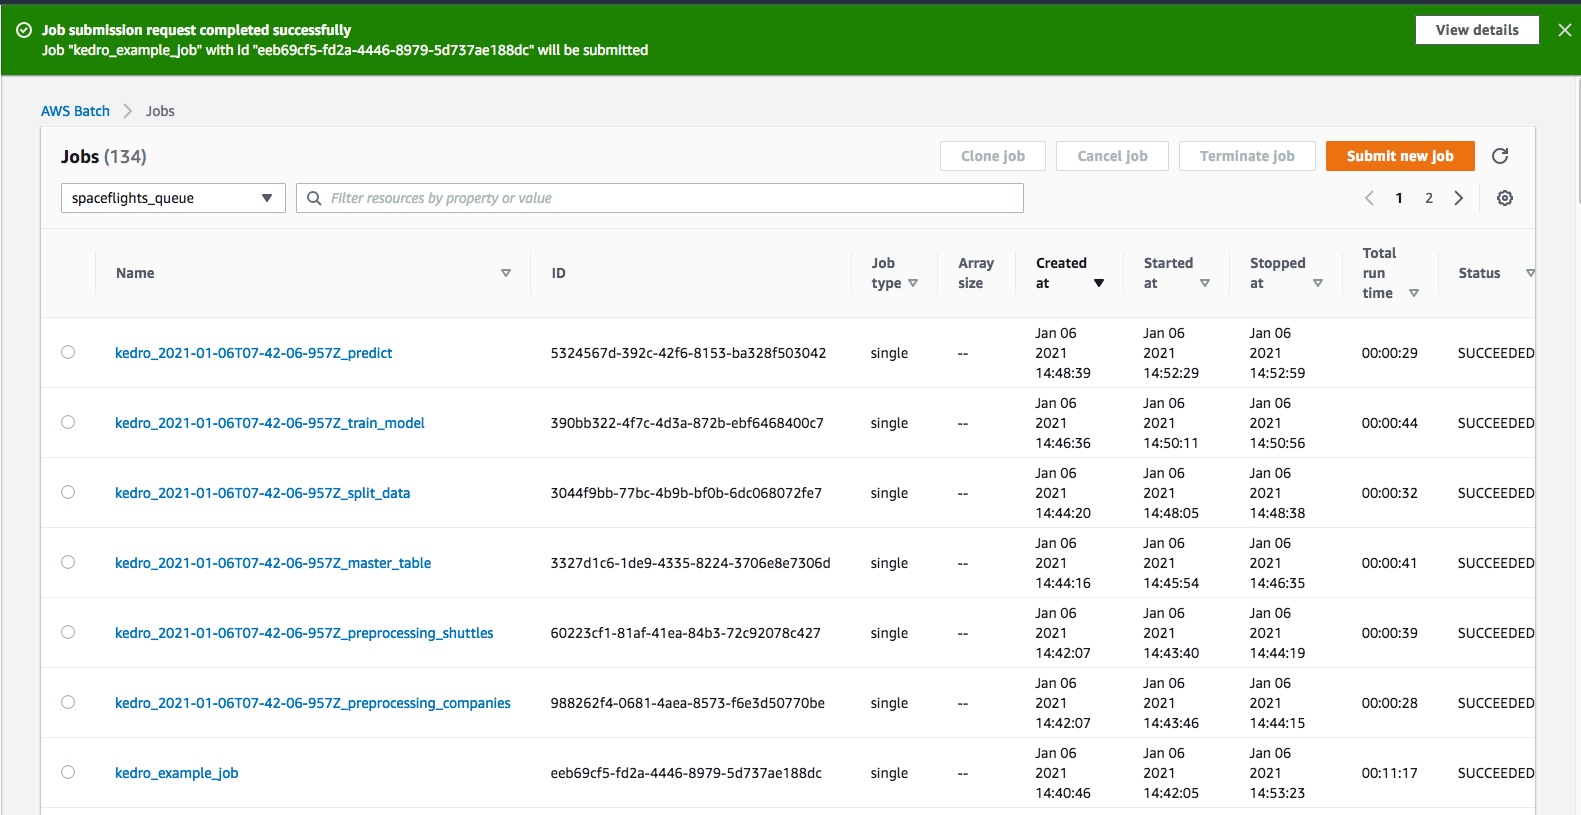 Job submission request completed successfully
Job "kedro_example_job" with id "eeb69cf5-fd2a-4446-8979-5d737ae188dc" will be submitted
View details
AWS Batch > Jobs
Jobs (134)
Clone job
Cancel job
Terminate job
Submit new job
spaceflights_queue
Filter resources by property or value
1 2
Name
ID
Job
type
Array
size
Created
at
Started
at
Stopped
at
Total
run
time
Status
kedro_2021-01-06T07-42-06-957Z_predict
5324567d-392c-42f6-8153-ba328f503042
single
--
Jan 06
2021
14:48:39
Jan 06
2021
14:52:29
Jan 06
2021
14:52:59
00:00:29
SUCCEEDED
kedro_2021-01-06T07-42-06-957Z_train_model
390bb322-4f7c-4d3a-872b-ebf6468400c7
single
--
Jan 06
2021
14:46:36
Jan 06
2021
14:50:11
Jan 06
2021
14:50:56
00:00:44
SUCCEEDED
kedro_2021-01-06T07-42-06-957Z_split_data
3044f9bb-77bc-4b9b-bf0b-6dc068072fe7
single
--
Jan 06
2021
14:44:20
Jan 06
2021
14:48:05
Jan 06
2021
14:48:38
00:00:32
SUCCEEDED
kedro_2021-01-06T07-42-06-957Z_master_table
3327d1c6-1de9-4335-8224-3706e8e7306d
single
--
Jan 06
2021
14:44:16
Jan 06
2021
14:45:54
Jan 06
2021
14:46:35
00:00:41
SUCCEEDED
kedro_2021-01-06T07-42-06-957Z_preprocessing_shuttles
60223cf1-81af-41ea-84b3-72c92078c427
single
--
Jan 06
2021
14:42:07
Jan 06
2021
14:43:40
Jan 06
2021
14:44:19
00:00:39
SUCCEEDED
kedro_2021-01-06T07-42-06-957Z_preprocessing_companies
988262f4-0681-4aea-8573-f6e3d50770be
single
--
Jan 06
2021
14:42:07
Jan 06
2021
14:43:46
Jan 06
2021
14:44:15
00:00:28
SUCCEEDED
kedro_example_job
eeb69cf5-fd2a-4446-8979-5d737ae188dc
single
--
Jan 06
2021
14:40:46
Jan 06
2021
14:42:05
Jan 06
2021
14:53:23
00:11:17
SUCCEEDED